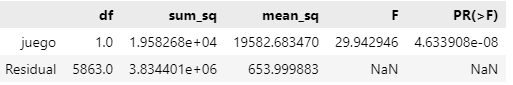 df sum_sq mean_sq F PR(>F)
juego 1.0 1.958268e+04 19582.683470 29.942946 4.633908e-08
Residual 5863.0 3.834401e+06 653.999883 NaN NaN